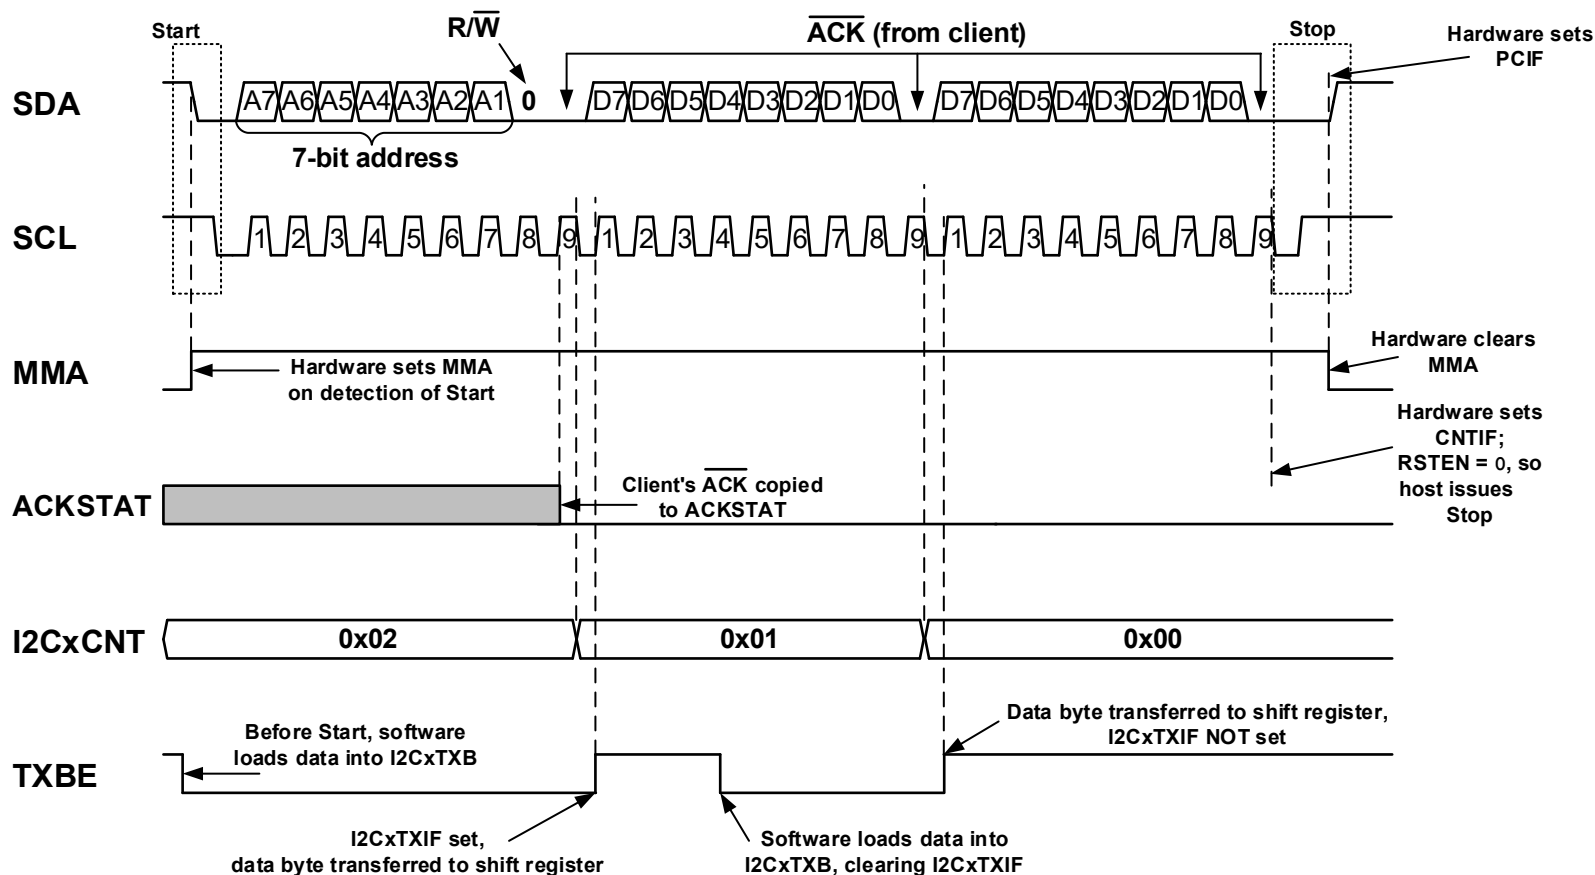 Start
R/W
ACK (from client)
Stop
Hardware sets
PCIF
SDA
A7 A6 A5 A4 A3 A2 A1 0 D7 D6 D5 D4 D3 D2 D1 D0 D7 D6 D5 D4 D3 D2 D1 D0
7-bit address
SCL
1 2 3 4 5 6 7 8 9 1 2 3 4 5 6 7 8 9 1 2 3 4 5 6 7 8 9
MMA
Hardware sets MMA
on detection of Start
Hardware clears
MMA
Hardware sets
CNTIF;
RSTEN = 0, so
host issues
Stop
ACKSTAT
Client's ACK copied
to ACKSTAT
I2CxCNT
0x02 0x01 0x00
TXBE
Before Start, software
loads data into I2CxTXB
Data byte transferred to shift register,
I2CxTXIF NOT set
I2CxTXIF set,
data byte transferred to shift register
Software loads data into
I2CxTXB, clearing I2CxTXIF